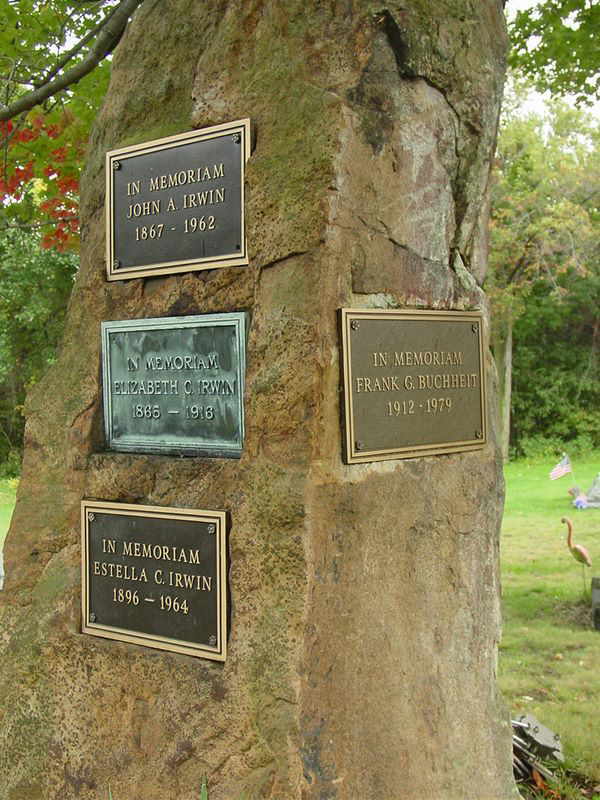 IN MEMORIAM
JOHN A. IRWIN
1867 - 1962
IN MEMORIAM
ELIZABETH C. IRWIN
1865 — 1916
IN MEMORIAM
ESTELLA C. IRWIN
1896 — 1964
IN MEMORIAM
FRANK G. BUCHHEIT
1912 - 1979